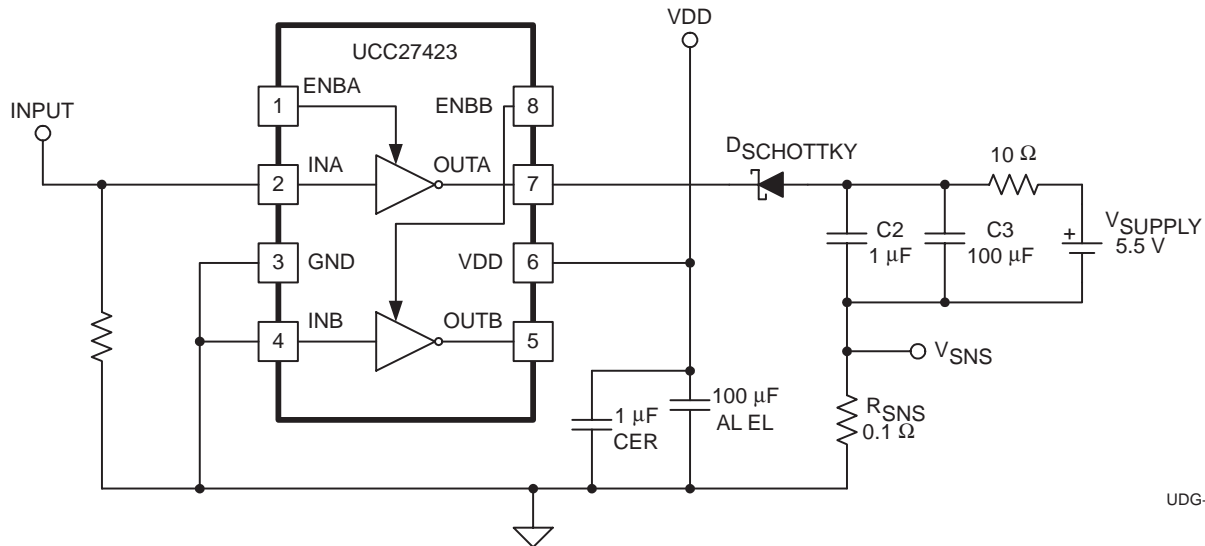 VDD
UCC27423
INPUT
1
ENBA
ENBB
8
2
INA
OUTA
7
3
GND
VDD
6
4
INB
OUTB
5
DSCHOTTKY
10 Ω
C2
1 μF
C3
100 μF
+
VSUPPLY
5.5 V
VSNS
RSNS
0.1 Ω
1 μF
CER
100 μF
AL EL
UDG-